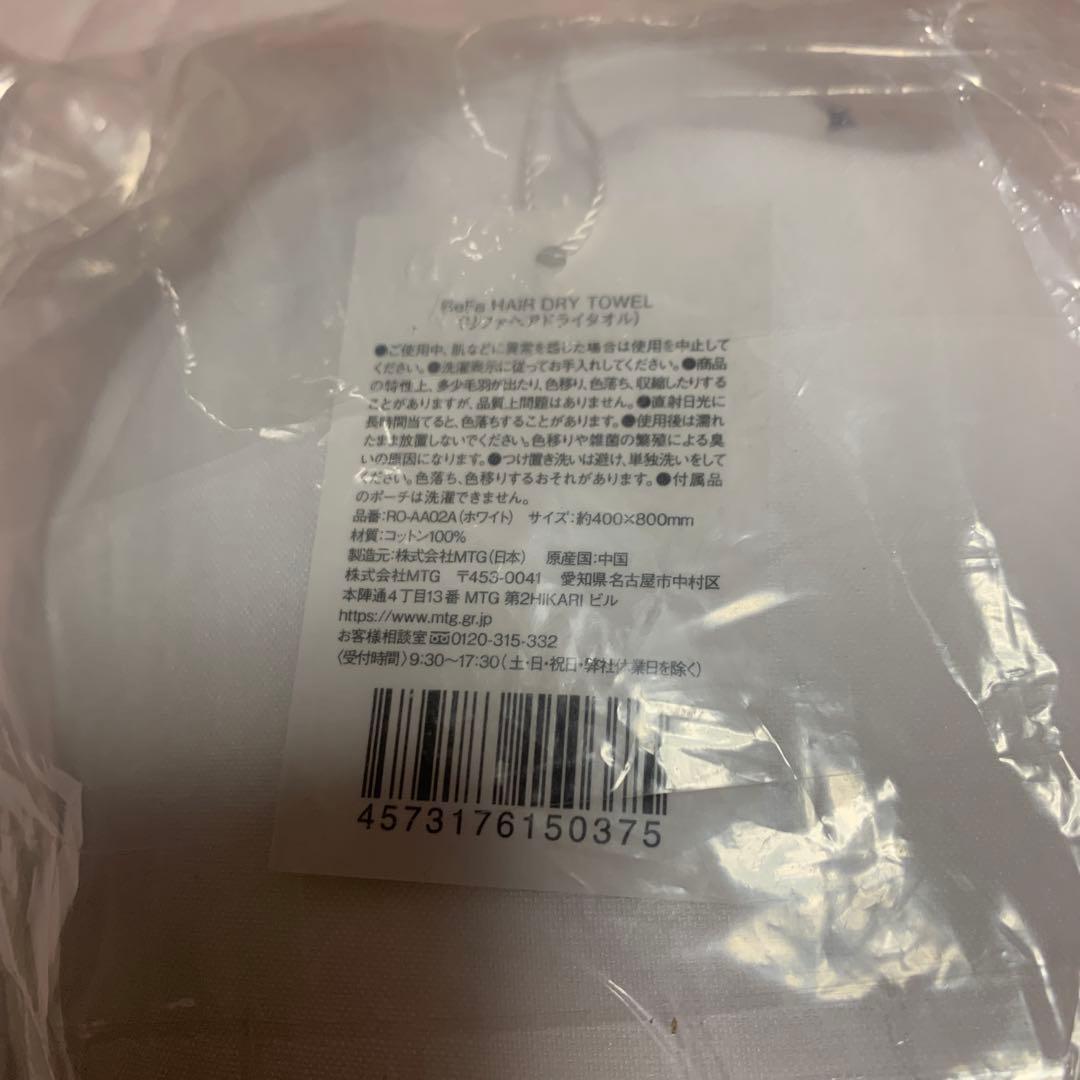 ReFa HAIR DRY TOWEL
(リファヘアドライタオル)
●ご使用中、肌などに異常を感じた場合は使用を中止して
ください。●洗濯表示に従ってお手入れしてください。●商品
の特性上、多少毛羽が出たり、色移り、色落ち、収縮したりする
ことがありますが、品質上問題はありません。●直射日光に
長時間当てると、色落ちすることがあります。●使用後は濡れ
たまま放置しないでください。色移りや雑菌の繁殖による臭
いの原因になります。●つけ置き洗いは避け、単独洗いをして
ください。色落ち、色移りするおそれがあります。●付属品
のポーチは洗濯できません。
品番:RO-AA02A(ホワイト) サイズ:約400×800mm
材質:コットン100%
製造元:株式会社MTG(日本) 原産国:中国
株式会社MTG 〒453-0041 愛知県名古屋市中村区
本陣通4丁目13番 MTG 第2HIKARI ビル
https://www.mtg.gr.jp
お客様相談室 0120-315-332
〈受付時間〉9:30〜17:30(土・日・祝日・弊社休業日を除く)
4573176150375